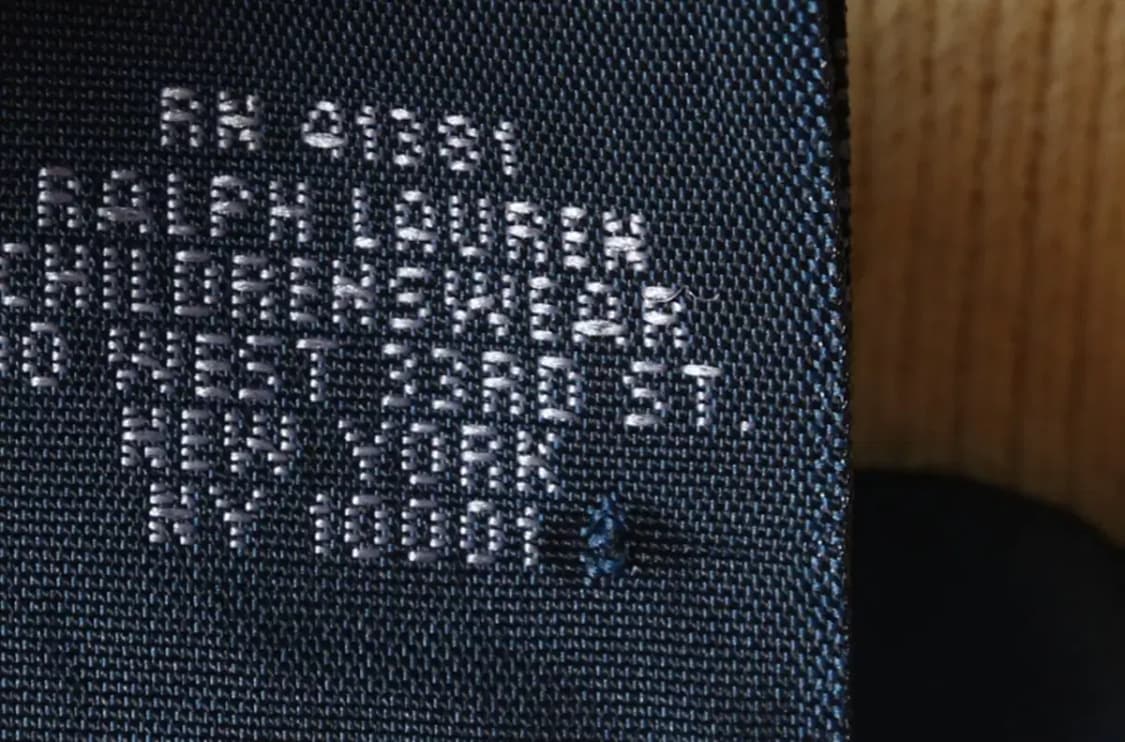 RN 41381
RALPH LAUREN
CHILDRENSWEAR
WEST 33RD ST.
NEW YORK
NY 10001